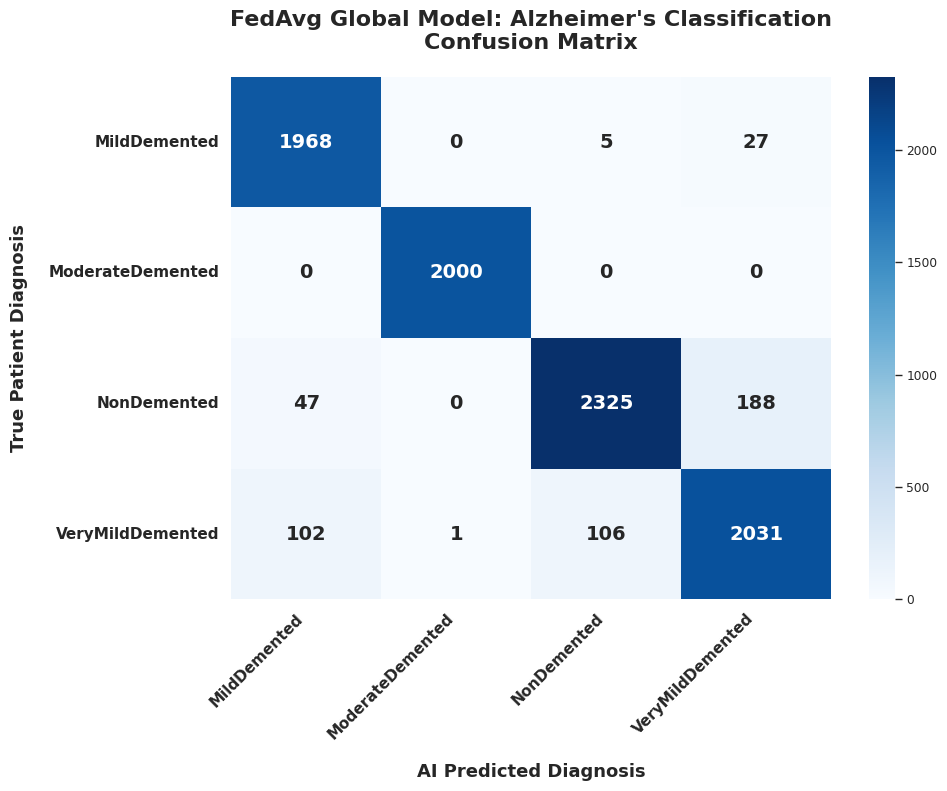 FedAvg Global Model: Alzheimer's Classification
Confusion Matrix
MildDemented
1968 0 5 27
ModerateDemented
0 2000 0 0
NonDemented
47 0 2325 188
VeryMildDemented
102 1 106 2031
True Patient Diagnosis
MildDemented
ModerateDemented
NonDemented
VeryMildDemented
AI Predicted Diagnosis
2000
1500
1000
500
0